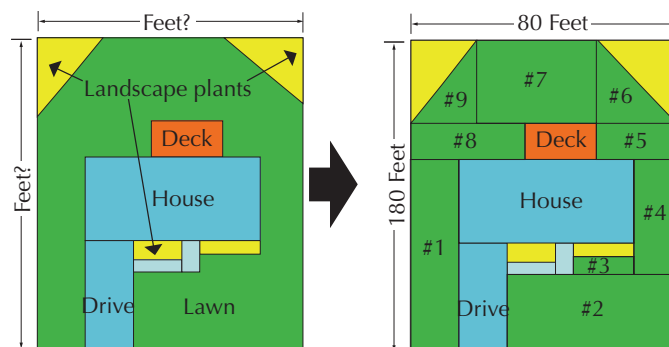 Feet?
Feet?
Landscape plants
Deck
House
Drive
Lawn
80 Feet
180 Feet
#7
#9
#6
#8
Deck
#5
House
#4
#1
#3
Drive
#2